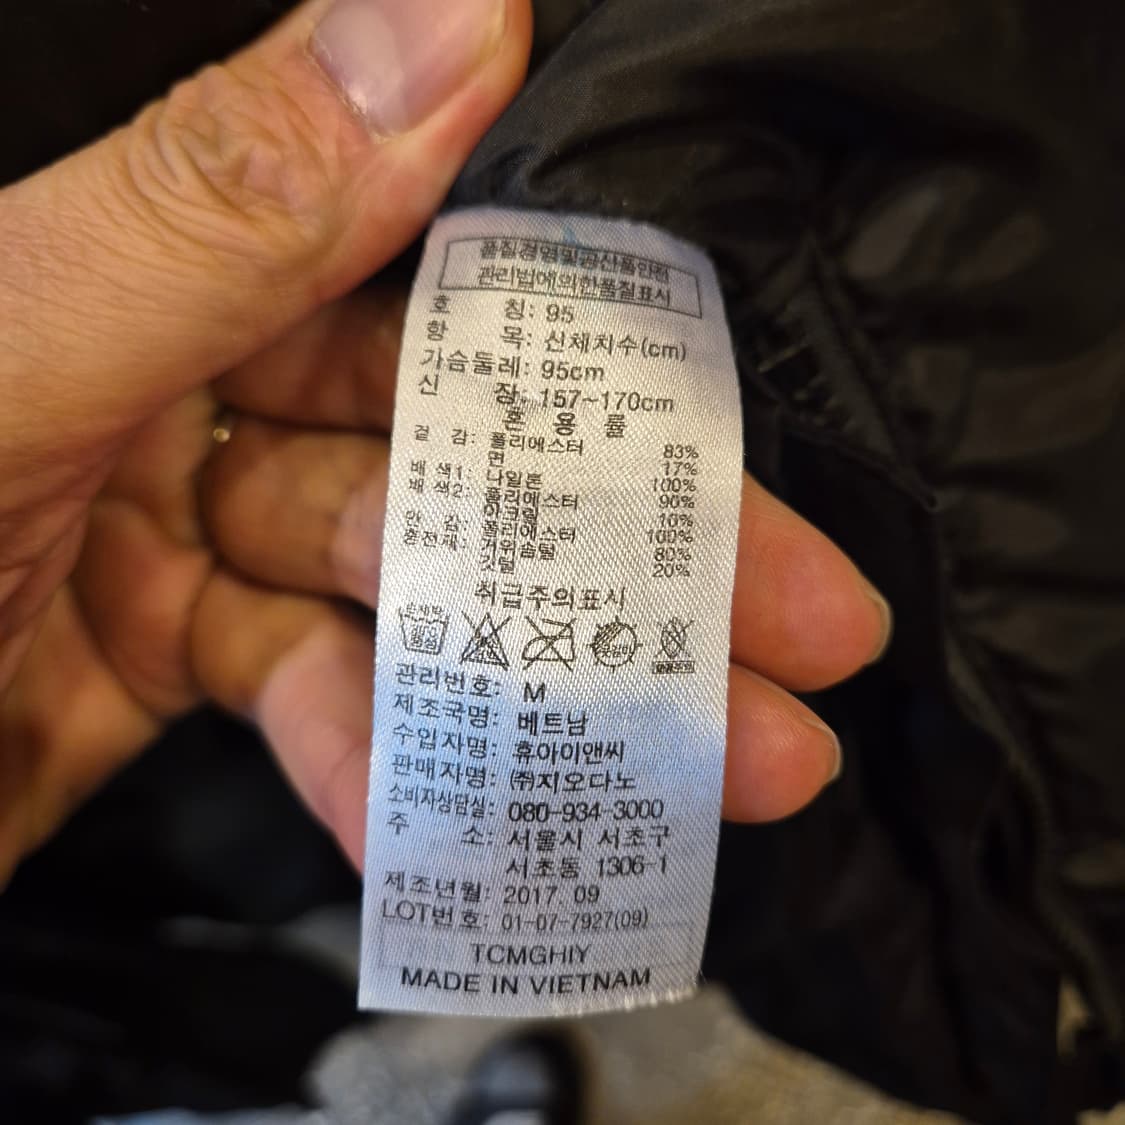 품질경영및공산품안전
관리법에의한품질표시
호 칭: 95
항 목: 신체치수(cm)
가슴둘레: 95cm
신 장: 157~170cm
혼 용 률
겉 감: 폴리에스터 83%
면 17%
배 색1: 나일론 100%
배 색2: 폴리에스터 90%
아크릴 10%
안 감: 폴리에스터 100%
충전재: 거위솜털 80%
깃털 20%
취급주의표시
손세탁
중성
관리번호: M
제조국명: 베트남
수입자명: 휴아이앤씨
판매자명: ㈜지오다노
소비자상담실: 080-934-3000
주 소: 서울시 서초구
서초동 1306-1
제조년월: 2017. 09
LOT번호: 01-07-7927(09)
TCMGHIY
MADE IN VIETNAM